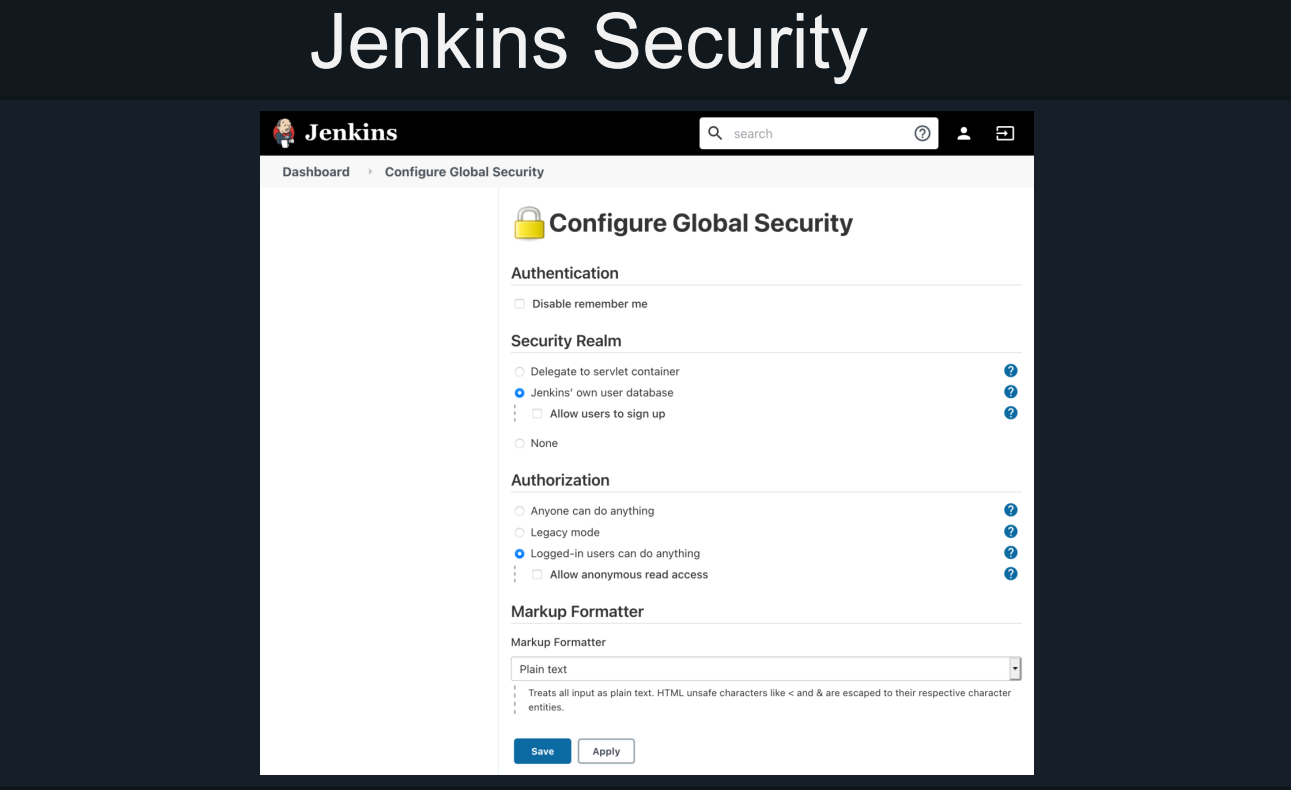 Jenkins Security
Jenkins
search
Dashboard Configure Global Security
Configure Global Security
Authentication
Disable remember me
Security Realm
Delegate to servlet container
Jenkins’ own user database
Allow users to sign up
None
Authorization
Anyone can do anything
Legacy mode
Logged-in users can do anything
Allow anonymous read access
Markup Formatter
Markup Formatter
Plain text
Treats all input as plain text. HTML unsafe characters like < and & are escaped to their respective character
entities.
Save Apply